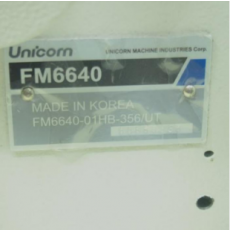 Unicorn
UNICORN MACHINE INDUSTRIES Corp.
FM6640
MADE IN KOREA
FM6640-01HB-356/UT